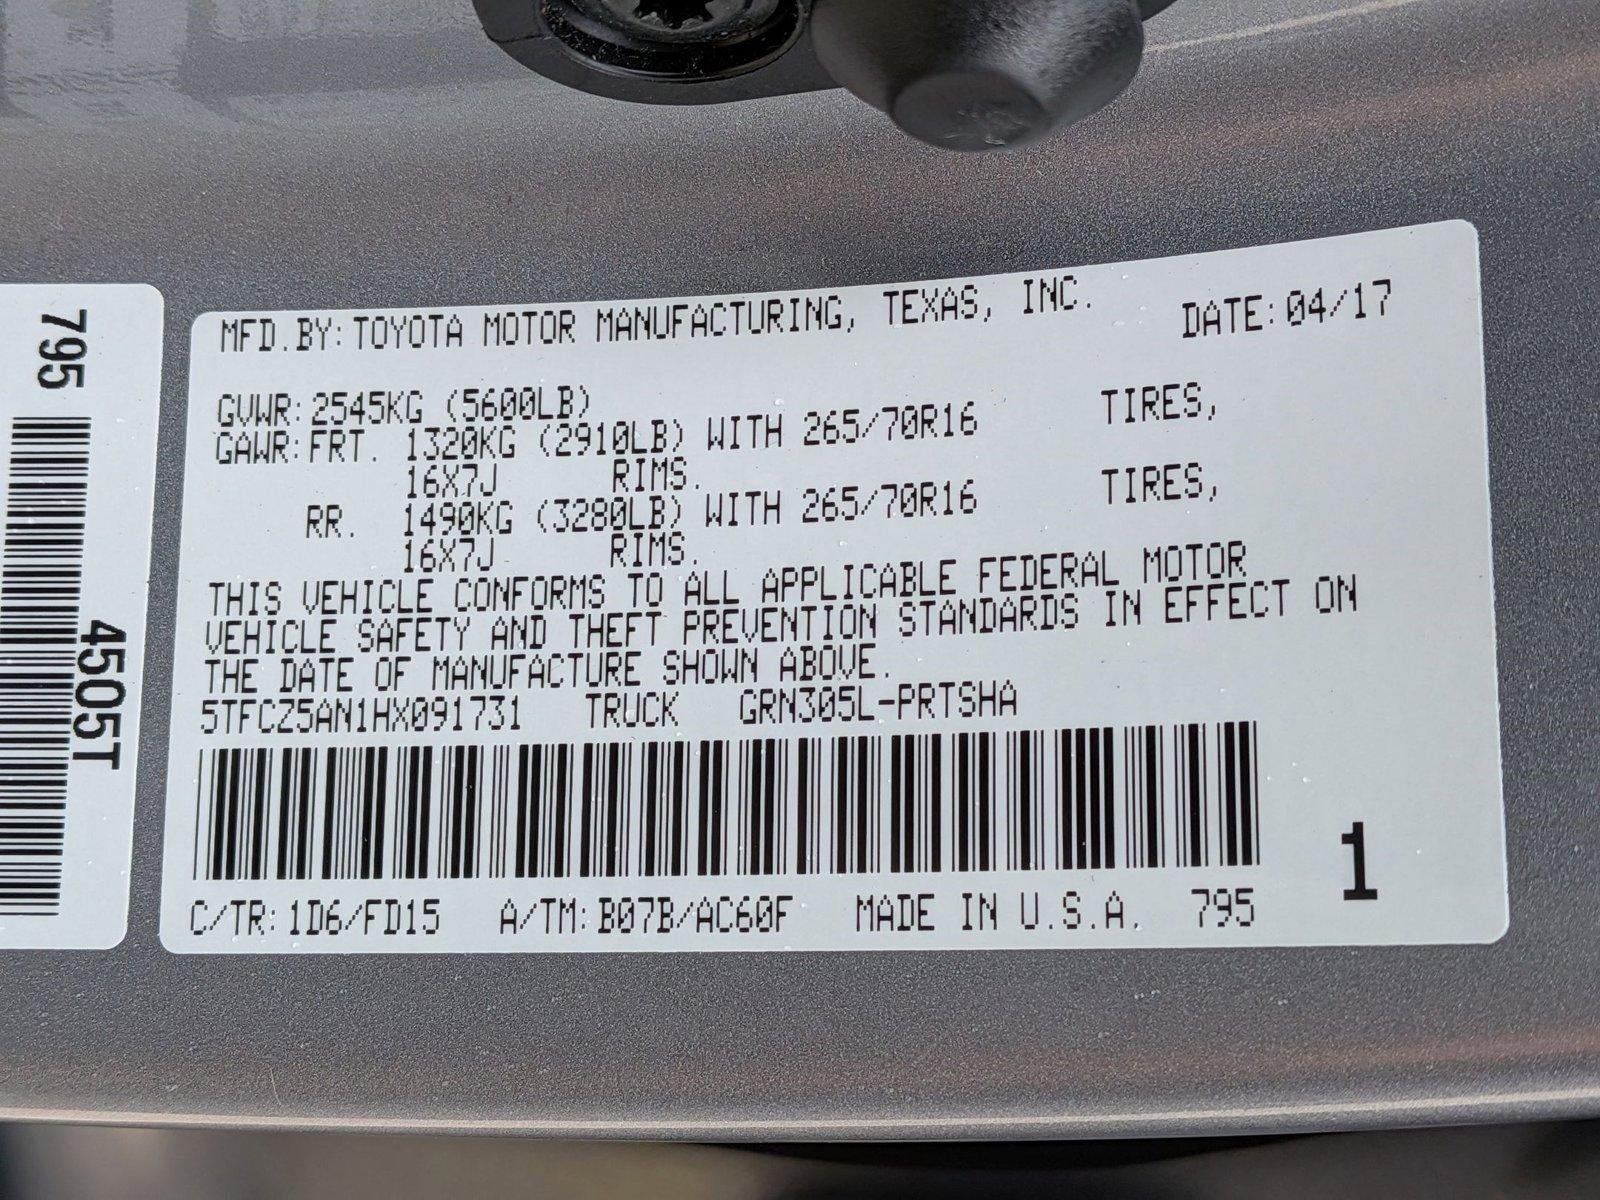 795
4505T
MFD.BY:TOYOTA MOTOR MANUFACTURING, TEXAS, INC. DATE:04/17
GVWR:2545KG (5600LB)
GAWR:FRT. 1320KG (2910LB) WITH 265/70R16 TIRES,
16X7J RIMS.
RR. 1490KG (3280LB) WITH 265/70R16 TIRES,
16X7J RIMS.
THIS VEHICLE CONFORMS TO ALL APPLICABLE FEDERAL MOTOR
VEHICLE SAFETY AND THEFT PREVENTION STANDARDS IN EFFECT ON
THE DATE OF MANUFACTURE SHOWN ABOVE.
5TFCZ5AN1HX091731 TRUCK GRN305L-PRTSHA
1
C/TR:1D6/FD15 A/TM:B07B/AC60F MADE IN U.S.A. 795